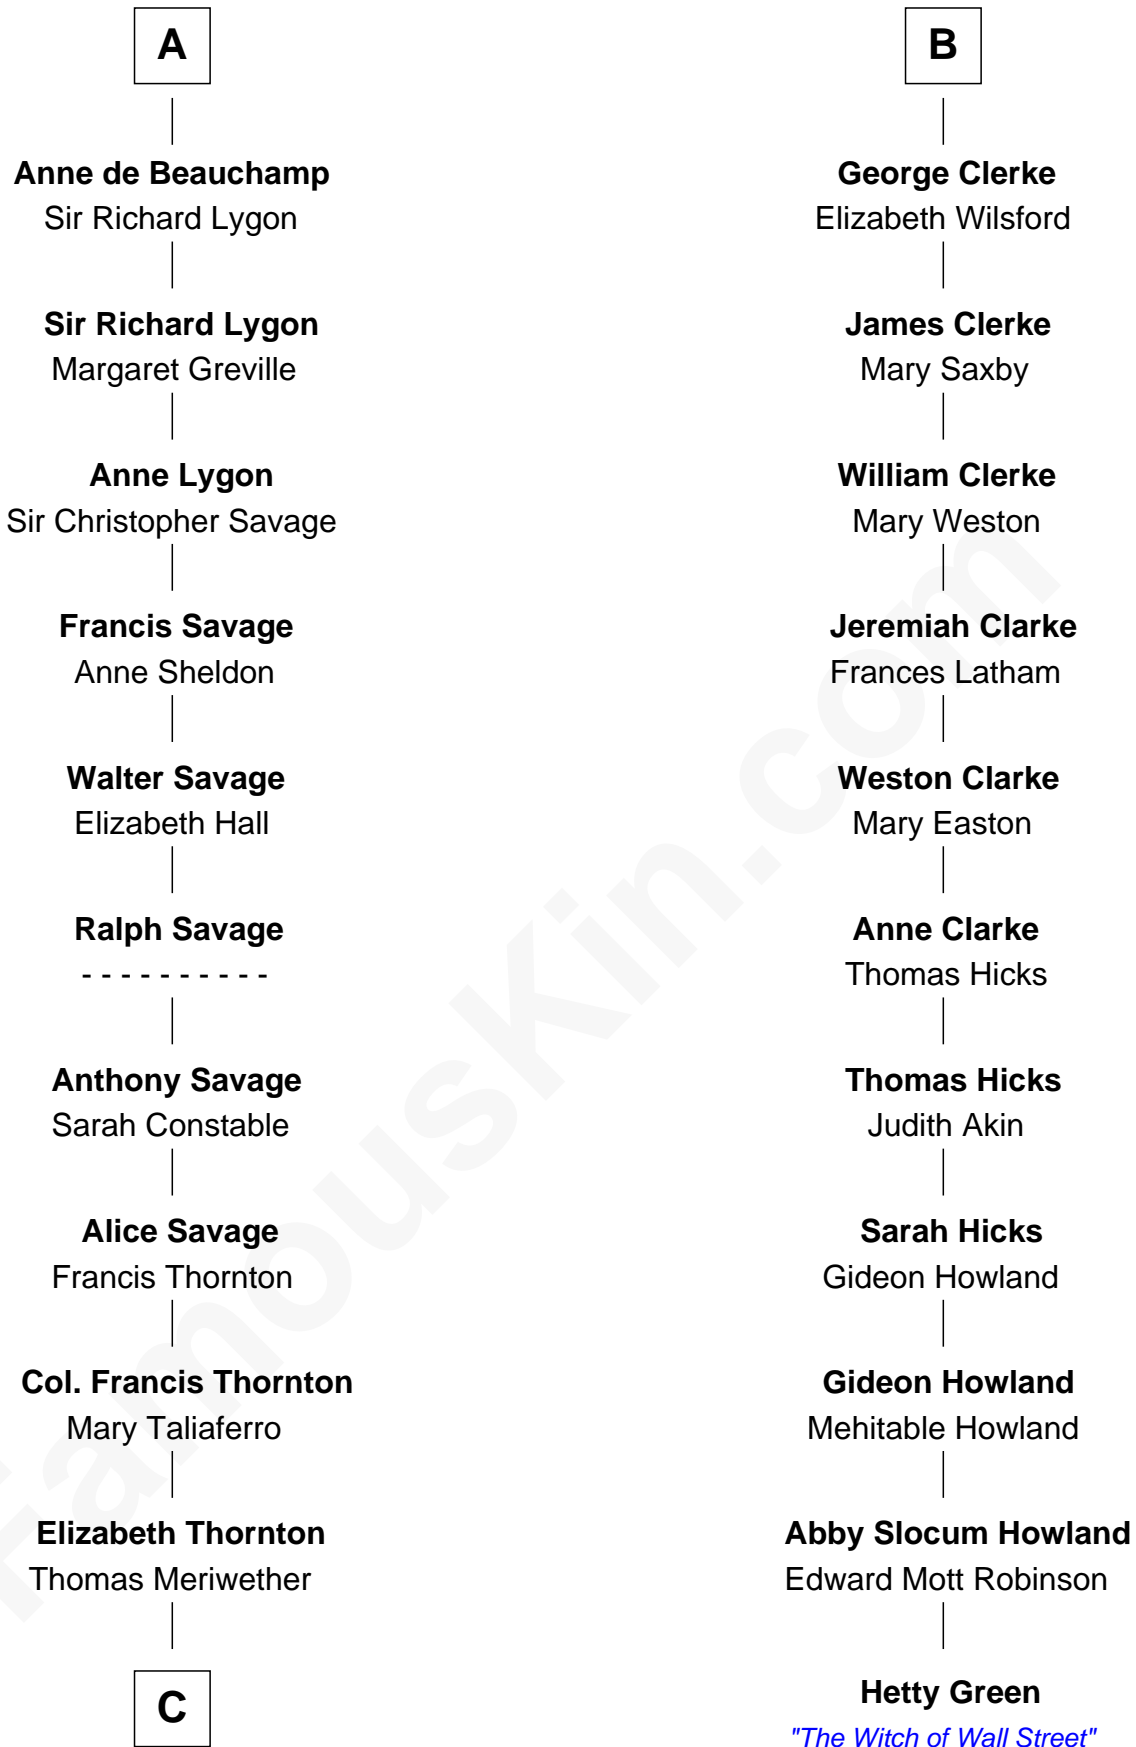 A
Anne de Beauchamp
Sir Richard Lygon
Sir Richard Lygon
Margaret Greville
Anne Lygon
Sir Christopher Savage
Francis Savage
Anne Sheldon
Walter Savage
Elizabeth Hall
Ralph Savage
- - - - - - - - - -
Anthony Savage
Sarah Constable
Alice Savage
Francis Thornton
Col. Francis Thornton
Mary Taliaferro
Elizabeth Thornton
Thomas Meriwether
C
B
George Clerke
Elizabeth Wilsford
James Clerke
Mary Saxby
William Clerke
Mary Weston
Jeremiah Clarke
Frances Latham
Weston Clarke
Mary Easton
Anne Clarke
Thomas Hicks
Thomas Hicks
Judith Akin
Sarah Hicks
Gideon Howland
Gideon Howland
Mehitable Howland
Abby Slocum Howland
Edward Mott Robinson
Hetty Green
"The Witch of Wall Street"
FamousKin.com